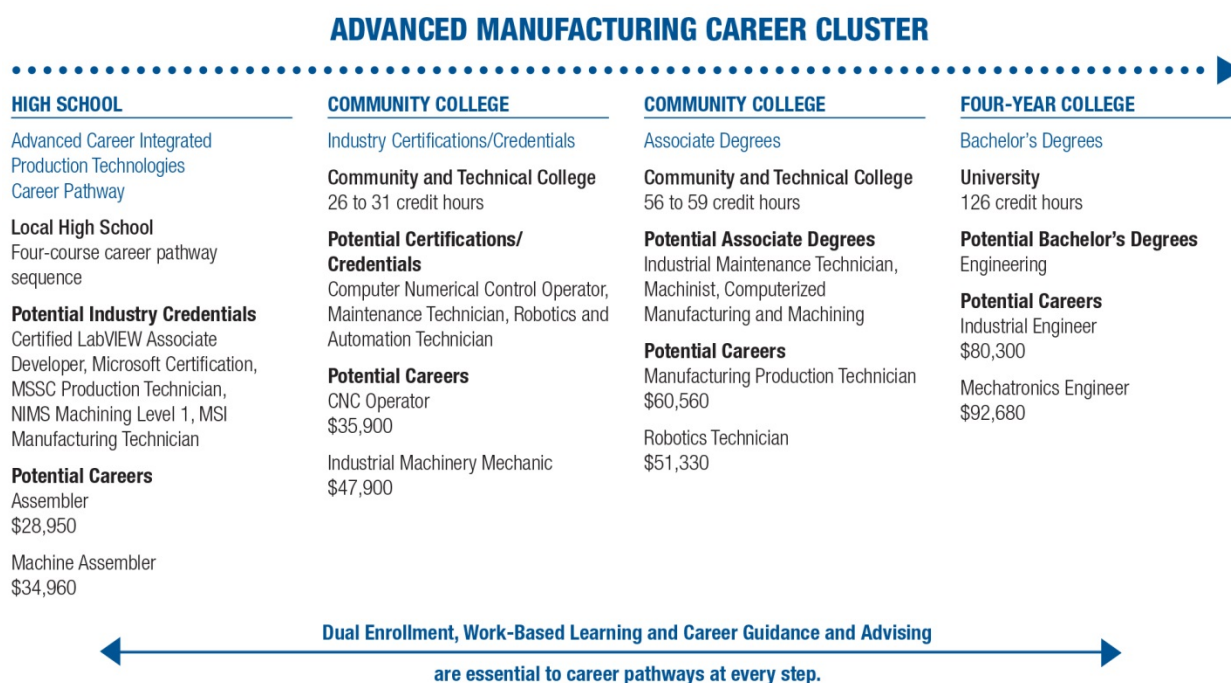 ADVANCED MANUFACTURING CAREER CLUSTER
HIGH SCHOOL
Advanced Career Integrated
Production Technologies
Career Pathway
Local High School
Four-course career pathway
sequence
Potential Industry Credentials
Certified LabVIEW Associate
Developer, Microsoft Certification,
MSSC Production Technician,
NIMS Machining Level 1, MSI
Manufacturing Technician
Potential Careers
Assembler
$28,950
Machine Assembler
$34,960
COMMUNITY COLLEGE
Industry Certifications/Credentials
Community and Technical College
26 to 31 credit hours
Potential Certifications/
Credentials
Computer Numerical Control Operator,
Maintenance Technician, Robotics and
Automation Technician
Potential Careers
CNC Operator
$35,900
Industrial Machinery Mechanic
$47,900
COMMUNITY COLLEGE
Associate Degrees
Community and Technical College
56 to 59 credit hours
Potential Associate Degrees
Industrial Maintenance Technician,
Machinist, Computerized
Manufacturing and Machining
Potential Careers
Manufacturing Production Technician
$60,560
Robotics Technician
$51,330
FOUR-YEAR COLLEGE
Bachelor's Degrees
University
126 credit hours
Potential Bachelor's Degrees
Engineering
Potential Careers
Industrial Engineer
$80,300
Mechatronics Engineer
$92,680
Dual Enrollment, Work-Based Learning and Career Guidance and Advising
are essential to career pathways at every step.